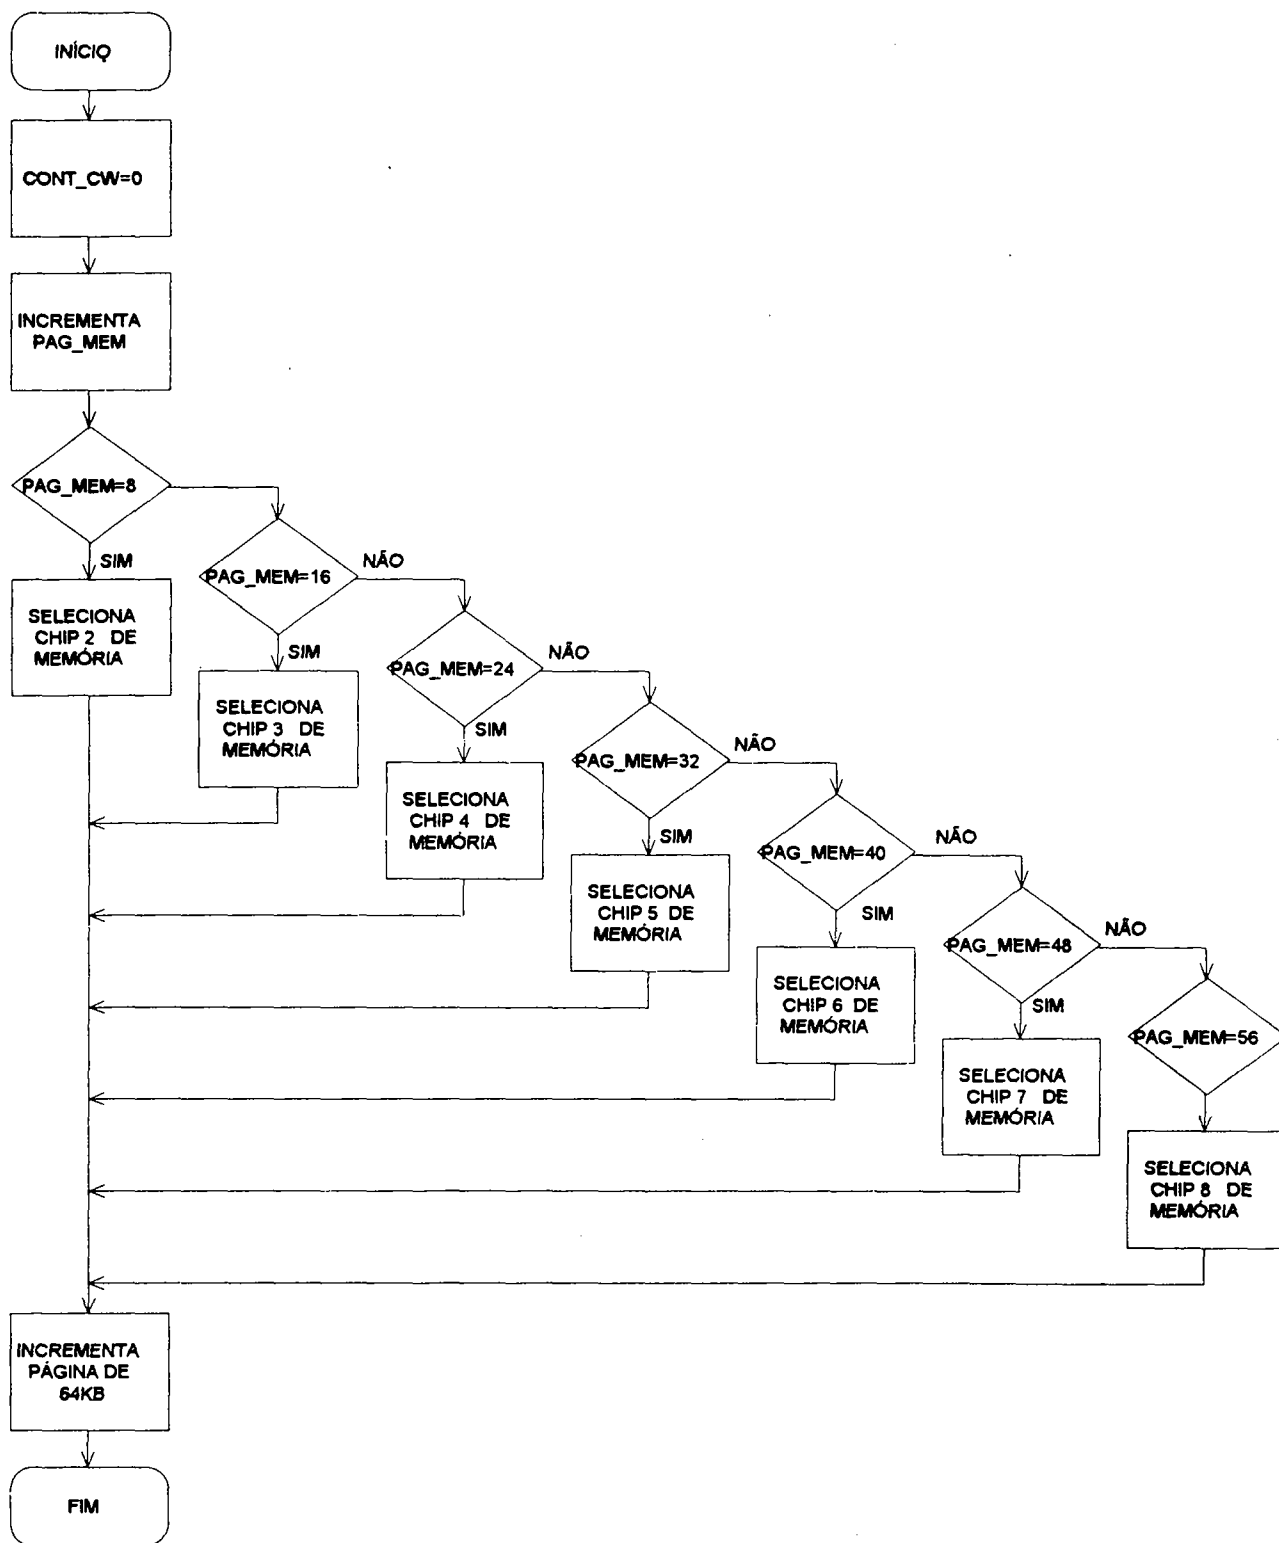 INÍCIO
CONT_CW=0
INCREMENTA
PAG_MEM
PAG_MEM=8
SIM
SELECIONA
CHIP 2 DE
MEMÓRIA
PAG_MEM=16
NÃO
SIM
SELECIONA
CHIP 3 DE
MEMÓRIA
PAG_MEM=24
NÃO
SIM
SELECIONA
CHIP 4 DE
MEMÓRIA
PAG_MEM=32
NÃO
SIM
SELECIONA
CHIP 5 DE
MEMÓRIA
PAG_MEM=40
NÃO
SIM
SELECIONA
CHIP 6 DE
MEMÓRIA
PAG_MEM=48
NÃO
SIM
SELECIONA
CHIP 7 DE
MEMÓRIA
PAG_MEM=56
SELECIONA
CHIP 8 DE
MEMÓRIA
INCREMENTA
PÁGINA DE
64KB
FIM